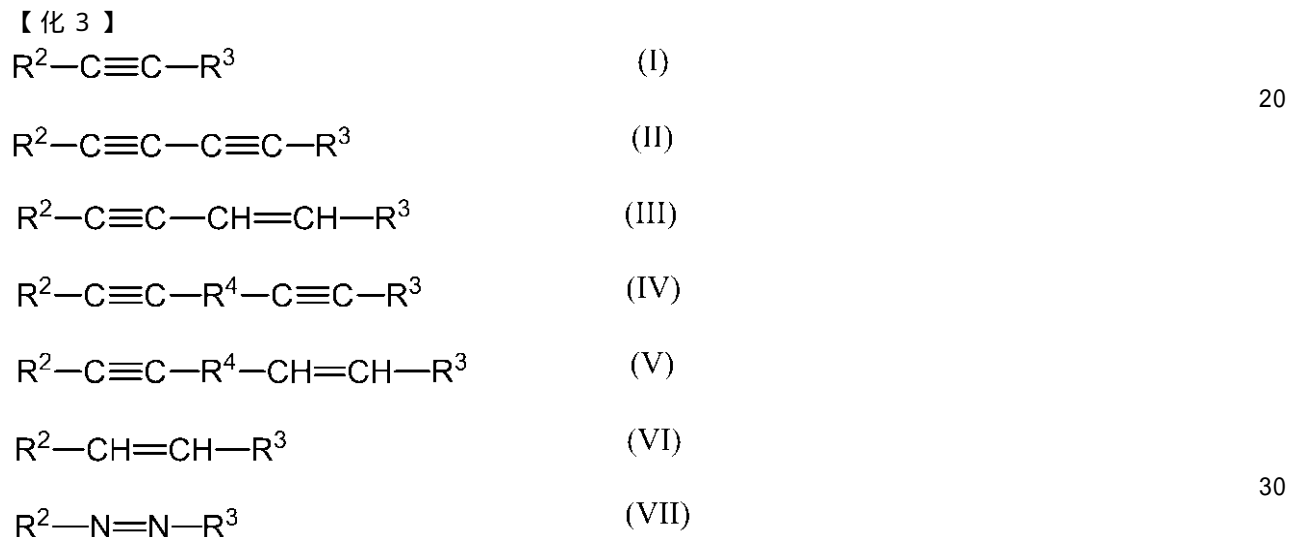 【化3】
R²—C≡C—R³ (I)
20
R²—C≡C—C≡C—R³ (II)
R²—C≡C—CH=CH—R³ (III)
R²—C≡C—R⁴—C≡C—R³ (IV)
R²—C≡C—R⁴—CH=CH—R³ (V)
R²—CH=CH—R³ (VI)
30
R²—N=N—R³ (VII)